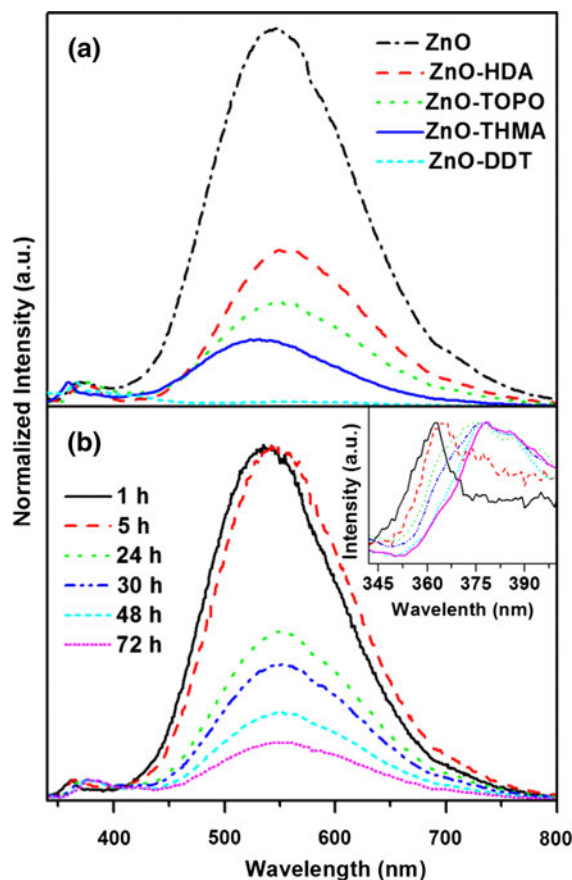 (a)
ZnO
ZnO-HDA
ZnO-TOPO
ZnO-THMA
ZnO-DDT
Normalized Intensity (a.u.)
(b)
1 h
5 h
24 h
30 h
48 h
72 h
Intensity (a.u.)
345 360 375 390
Wavelenth (nm)
400 500 600 700 800
Wavelength (nm)